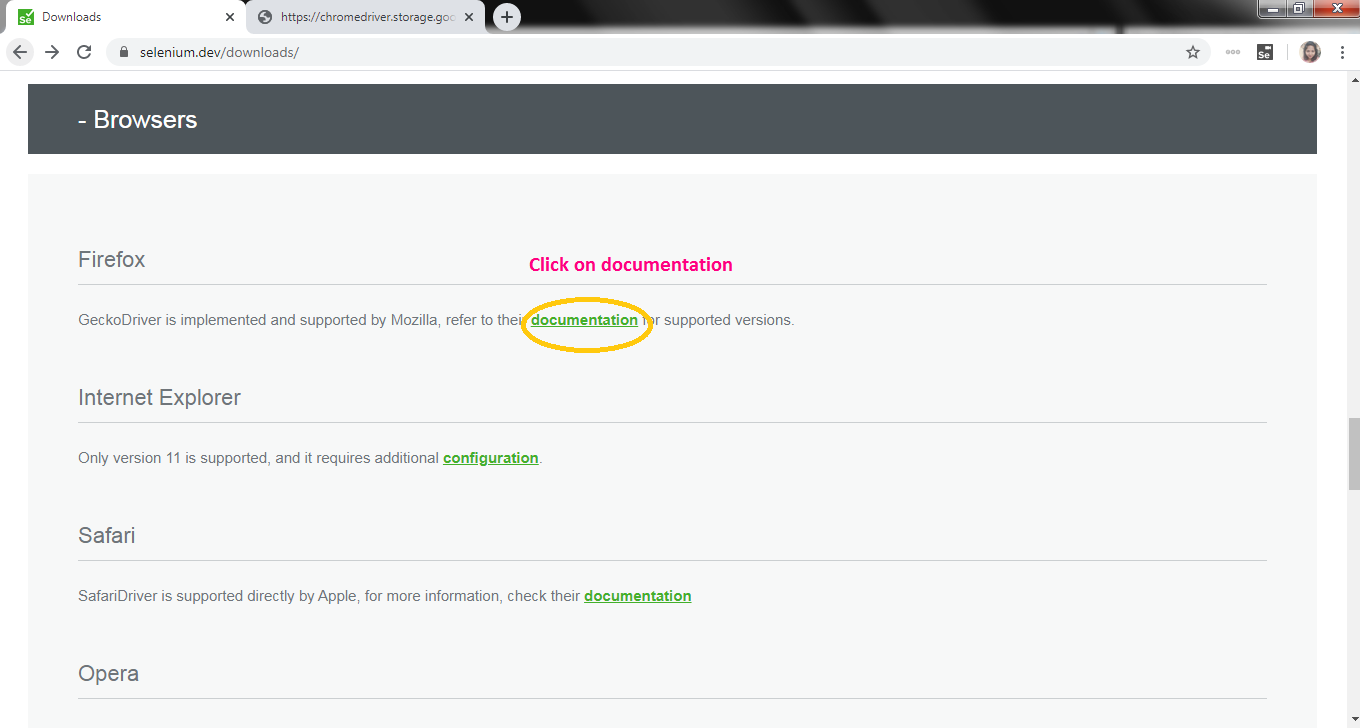 Downloads
https://chromedriver.storage.goo
selenium.dev/downloads/
- Browsers
Firefox
Click on documentation
GeckoDriver is implemented and supported by Mozilla, refer to their documentation for supported versions.
Internet Explorer
Only version 11 is supported, and it requires additional configuration.
Safari
SafariDriver is supported directly by Apple, for more information, check their documentation
Opera